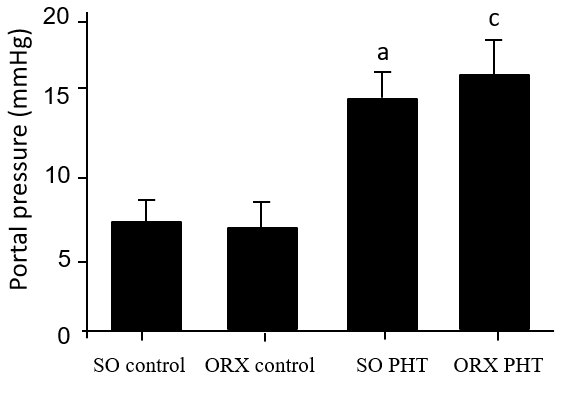 Portal pressure (mmHg)
20
15
10
5
0
a
c
SO control
ORX control
SO PHT
ORX PHT